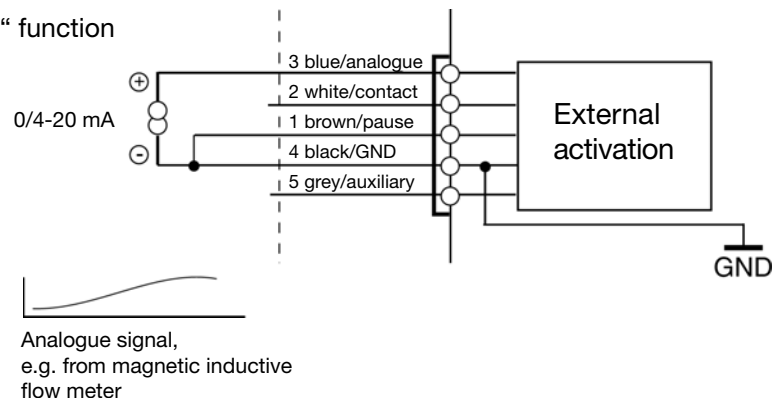 “ function
3 blue/analogue
2 white/contact
0/4-20 mA
1 brown/pause
4 black/GND
5 grey/auxiliary
External
activation
GND
Analogue signal,
e.g. from magnetic inductive
flow meter